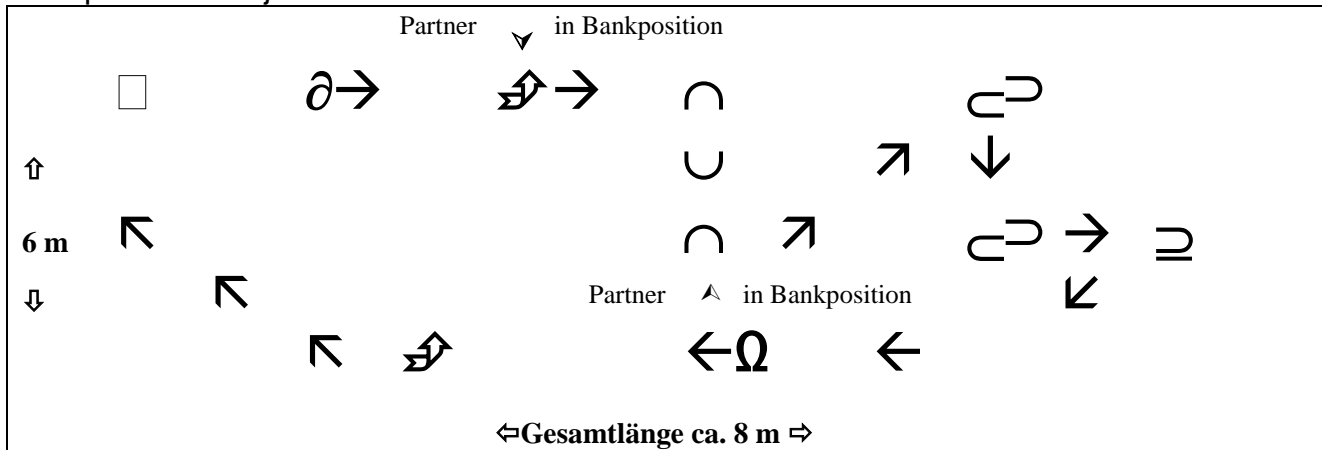 Partner ⮟ in Bankposition
□ ∂→ ⮳→ ∩ ⊂⊃
⇧ ∪ ↗ ↓
6 m ↖ ∩ ↗ ⊂⊃ → ⊇
⇩ ↖ Partner ⮝ in Bankposition ↙
↖ ⮳ ←Ω ←
⇦Gesamtlänge ca. 8 m ⇨